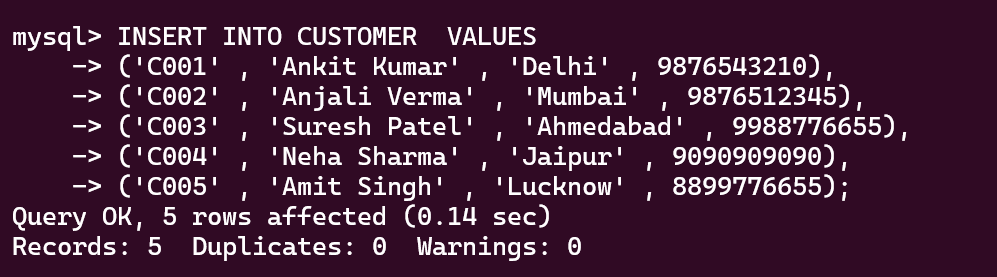 mysql> INSERT INTO CUSTOMER  VALUES
    -> ('C001' , 'Ankit Kumar' , 'Delhi' , 9876543210),
    -> ('C002' , 'Anjali Verma' , 'Mumbai' , 9876512345),
    -> ('C003' , 'Suresh Patel' , 'Ahmedabad' , 9988776655),
    -> ('C004' , 'Neha Sharma' , 'Jaipur' , 9090909090),
    -> ('C005' , 'Amit Singh' , 'Lucknow' , 8899776655);
Query OK, 5 rows affected (0.14 sec)
Records: 5  Duplicates: 0  Warnings: 0